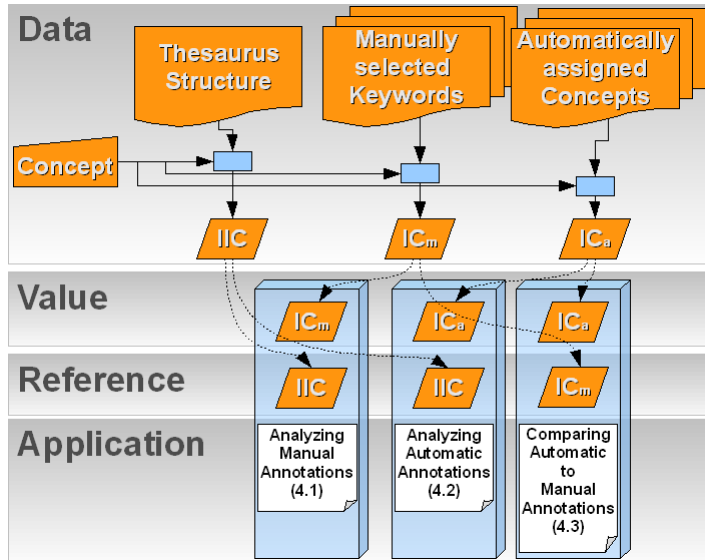 Data
Thesaurus
Structure
Manually
selected
Keywords
Automatically
assigned
Concepts
Concept
IIC
ICm
ICa
Value
ICm
ICa
ICa
Reference
IIC
IIC
ICm
Application
Analyzing
Manual
Annotations
(4.1)
Analyzing
Automatic
Annotations
(4.2)
Comparing
Automatic
to
Manual
Annotations
(4.3)